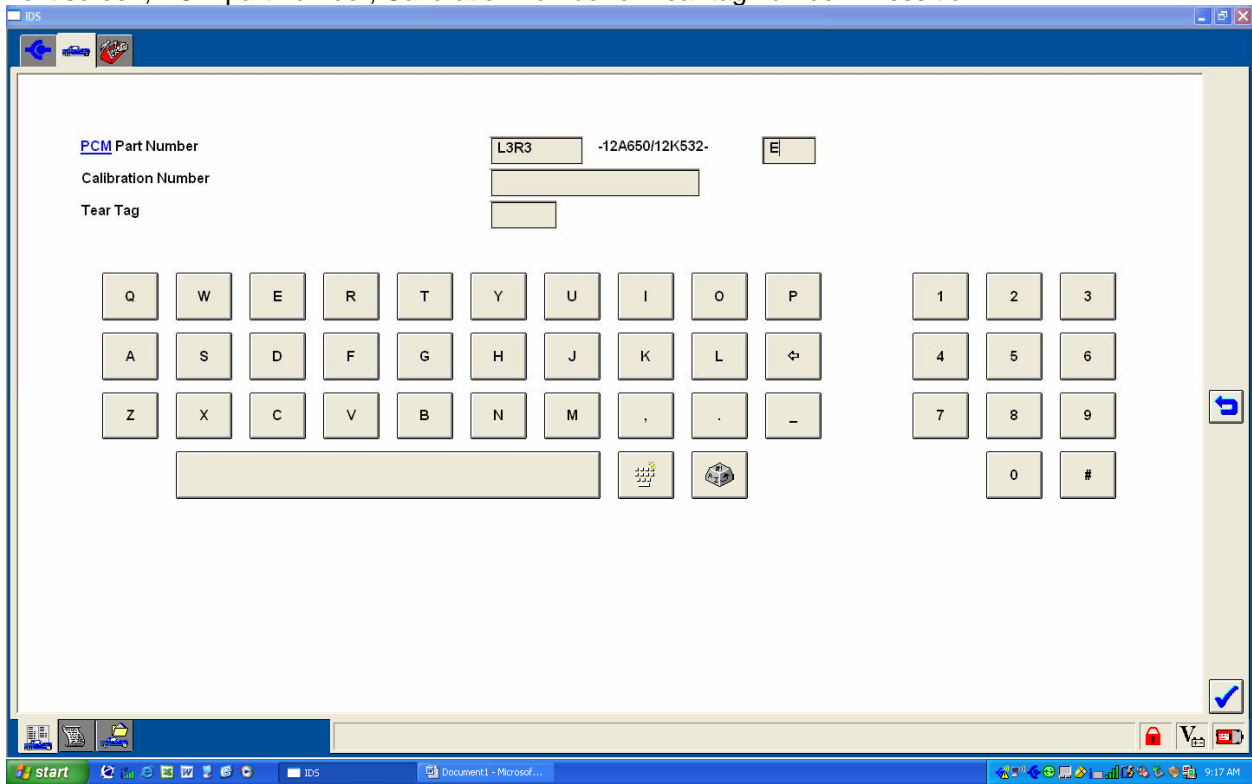 IDS
PCM Part Number L3R3 -12A650/12K532- E
Calibration Number
Tear Tag
Q W E R T Y U I O P 1 2 3
A S D F G H J K L 4 5 6
Z X C V B N M , . _ 7 8 9
0 #
start IDS Document1 - Microsof... 9:17 AM